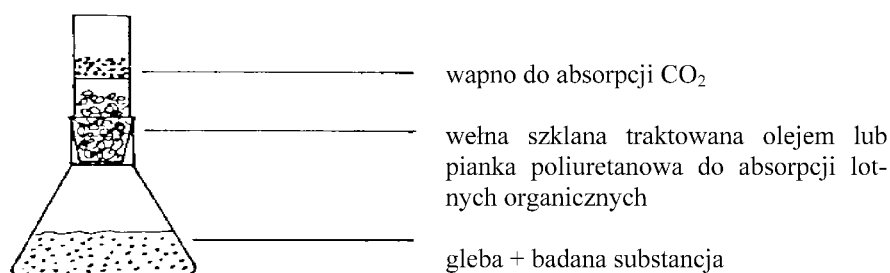 wapno do absorpcji CO₂
wełna szklana traktowana olejem lub
pianka poliuretanowa do absorpcji lot-
nych organicznych
gleba + badana substancja